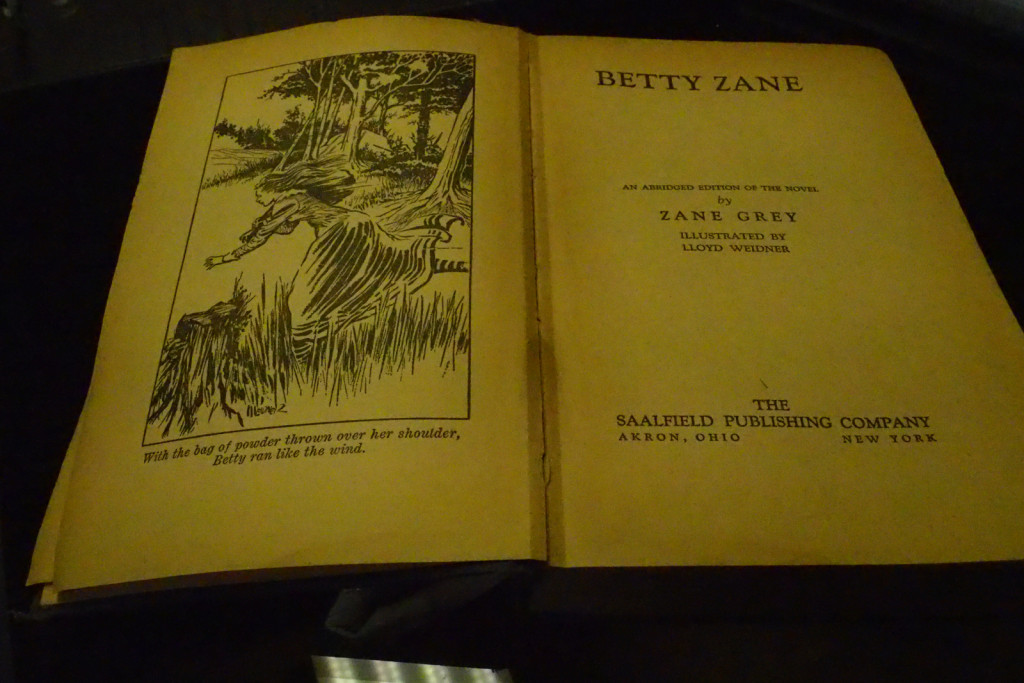 With the bag of powder thrown over her shoulder,
Betty ran like the wind.
BETTY ZANE
AN ABRIDGED EDITION OF THE NOVEL
by
ZANE GREY
ILLUSTRATED BY
LLOYD WEIDNER
THE
SAALFIELD PUBLISHING COMPANY
AKRON, OHIO NEW YORK